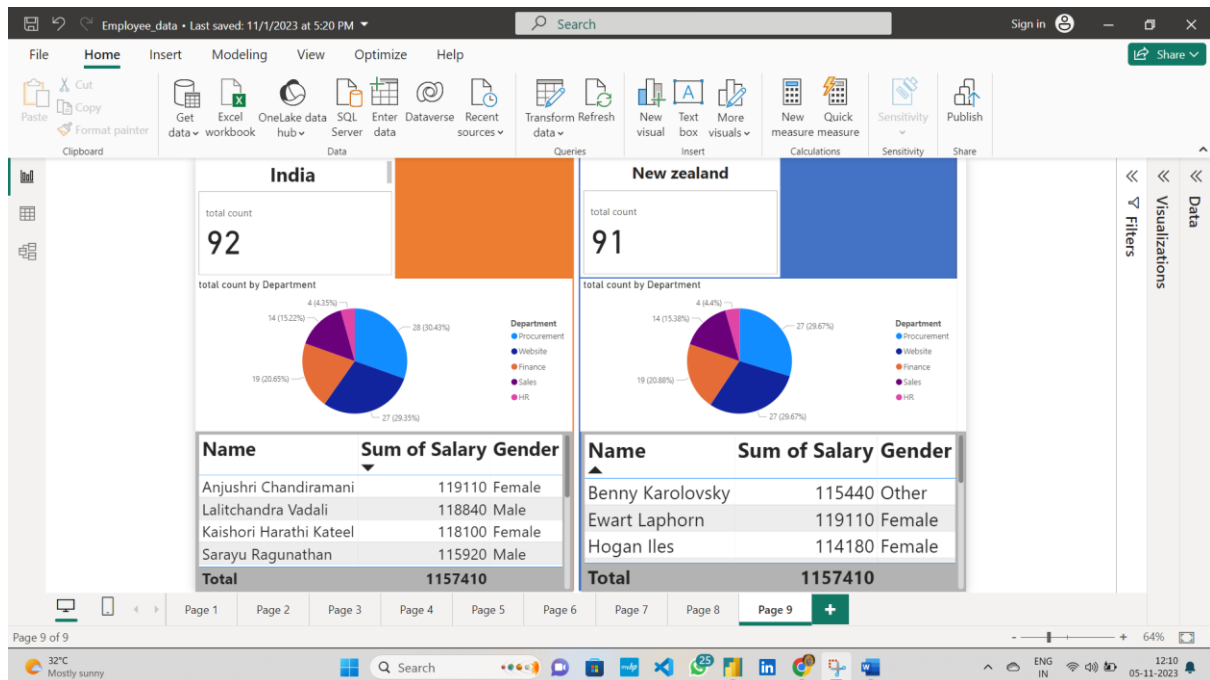 Employee_data • Last saved: 11/1/2023 at 5:20 PM
Search
Sign in
File Home Insert Modeling View Optimize Help
Share
Paste
Cut
Copy
Format painter
Clipboard
Get data
Excel workbook
OneLake data hub
SQL Server
Enter data
Dataverse
Recent sources
Data
Transform data
Refresh
Queries
New visual
Text box
More visuals
Insert
New measure
Quick measure
Calculations
Sensitivity
Sensitivity
Publish
Share
India
total count
92
total count by Department
4 (4.35%)
14 (15.22%)
28 (30.43%)
19 (20.65%)
27 (29.35%)
Department
Procurement
Website
Finance
Sales
HR
Name Sum of Salary Gender
Anjushri Chandiramani 119110 Female
Lalitchandra Vadali 118840 Male
Kaishori Harathi Kateel 118100 Female
Sarayu Ragunathan 115920 Male
Total 1157410
New zealand
total count
91
total count by Department
4 (4.4%)
14 (15.38%)
27 (29.67%)
19 (20.88%)
27 (29.67%)
Department
Procurement
Website
Finance
Sales
HR
Name Sum of Salary Gender
Benny Karolovsky 115440 Other
Ewart Laphorn 119110 Female
Hogan Iles 114180 Female
Total 1157410
Filters
Visualizations
Data
Page 1 Page 2 Page 3 Page 4 Page 5 Page 6 Page 7 Page 8 Page 9
Page 9 of 9
64%
32°C
Mostly sunny
Search
25
ENG
IN
12:10
05-11-2023